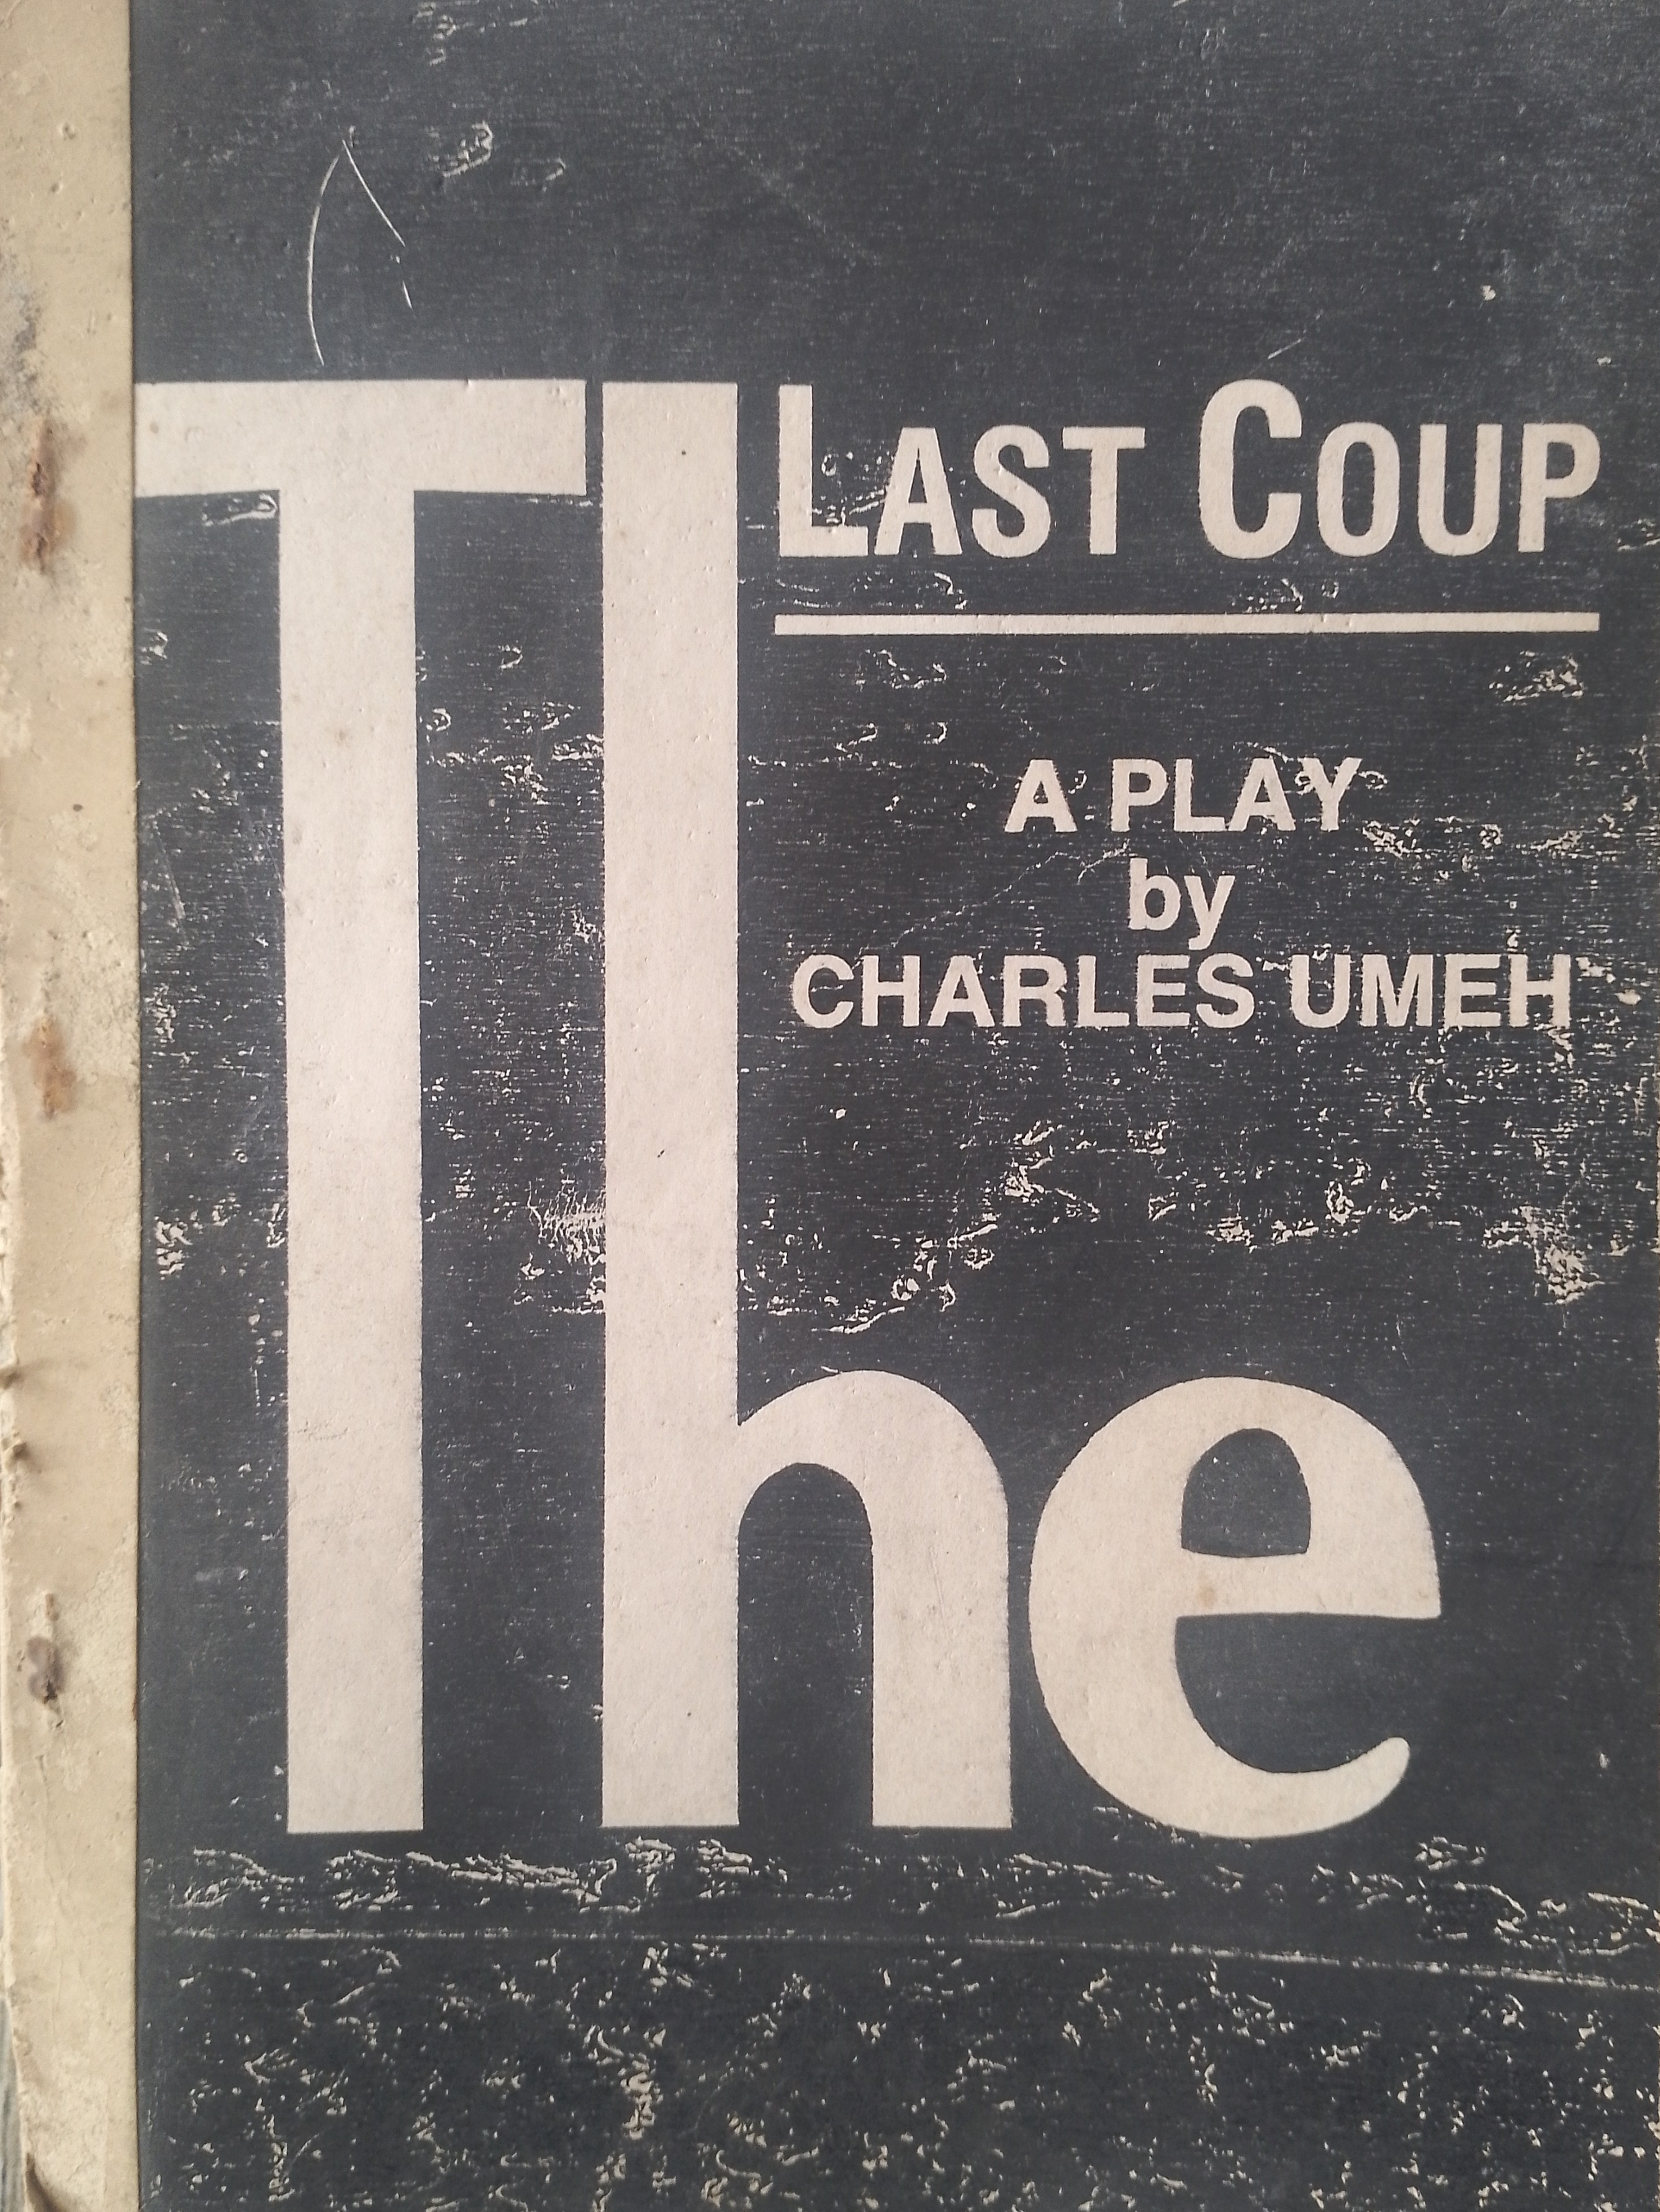 The
LAST COUP
A PLAY
by
CHARLES UMEH